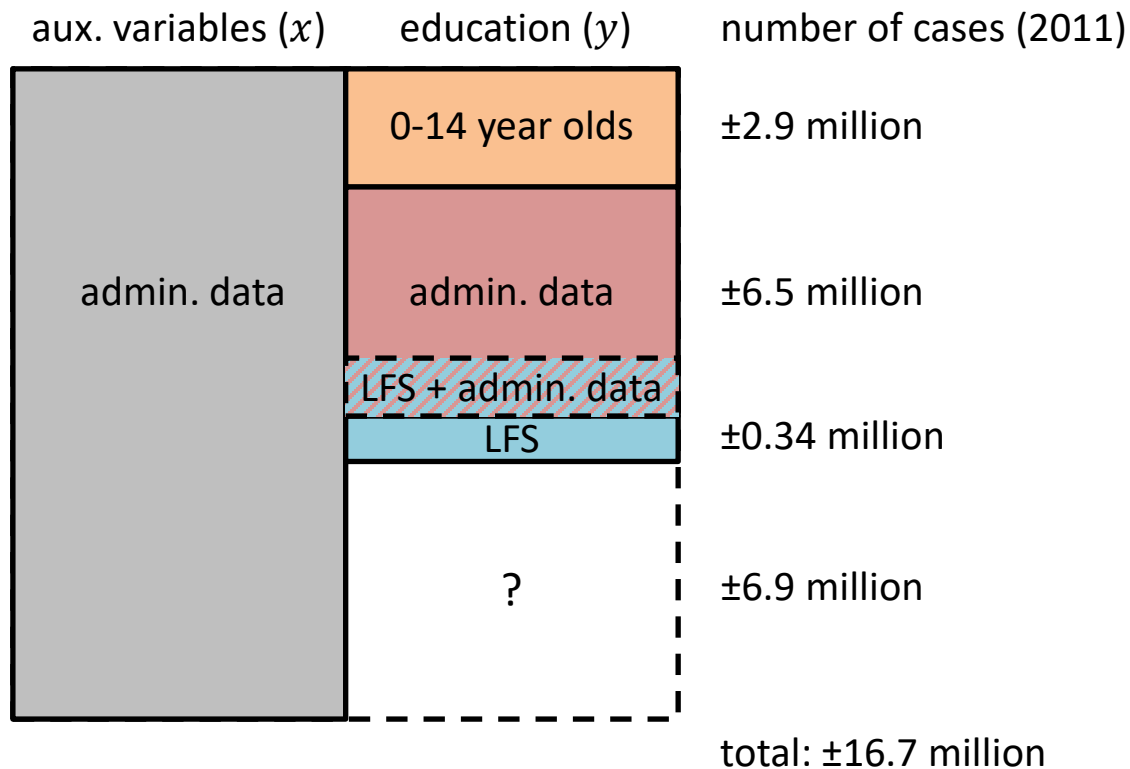 aux. variables (x) education (y) number of cases (2011)
0-14 year olds ±2.9 million
admin. data admin. data ±6.5 million
LFS + admin. data
LFS ±0.34 million
? ±6.9 million
total: ±16.7 million